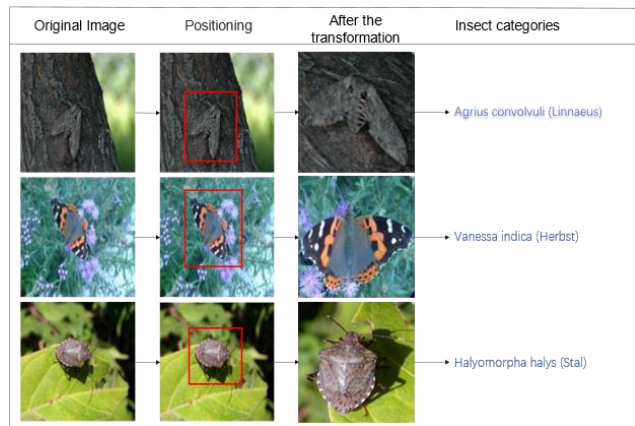 Original Image
Positioning
After the
transformation
Insect categories
Agrius convolvuli (Linnaeus)
Vanessa indica (Herbst)
Halyomorpha halys (Stal)